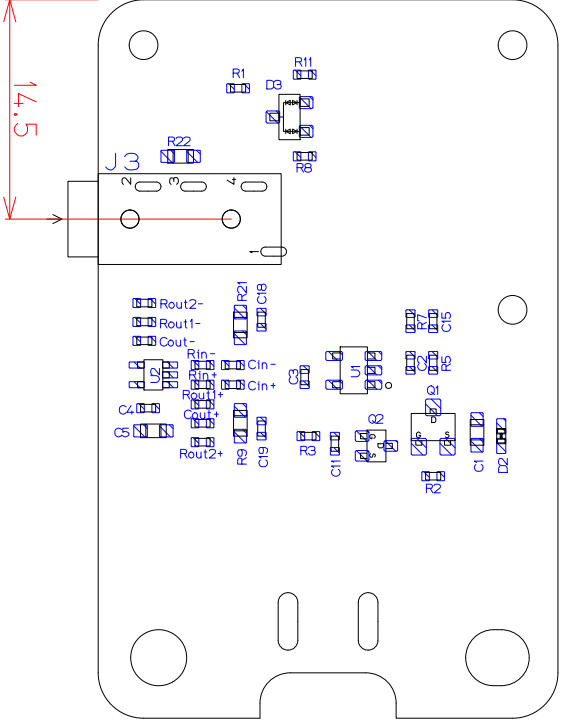 R11
R1
D3
14.5
R22
R8
J3
2
3
4
1
R21
C18
Rout2-
Rout1-
Cout-
R7
C15
Rin-
Cin-
U2
Rin+
Cin+
C3
U1
C2
R5
Rout1+
Q1
C4
Cout+
Q2
D
G
S
C5
R9
C19
R3
C11
G
D
S
C1
D2
Rout2+
R2